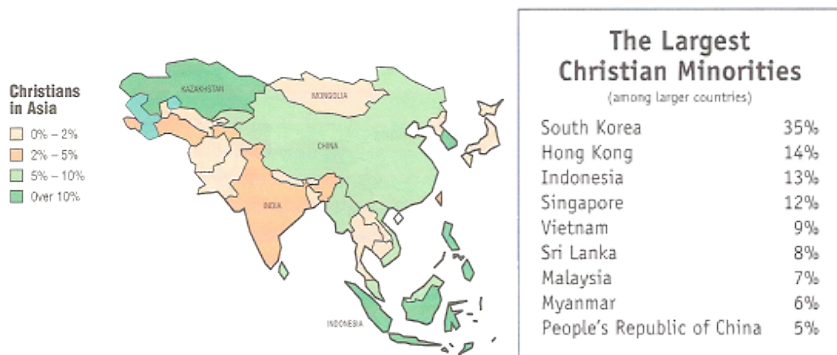 Christians
in Asia
0% – 2%
2% – 5%
5% – 10%
Over 10%
KAZAKHSTAN
MONGOLIA
CHINA
INDIA
INDONESIA
The Largest
Christian Minorities
(among larger countries)
South Korea 35%
Hong Kong 14%
Indonesia 13%
Singapore 12%
Vietnam 9%
Sri Lanka 8%
Malaysia 7%
Myanmar 6%
People's Republic of China 5%